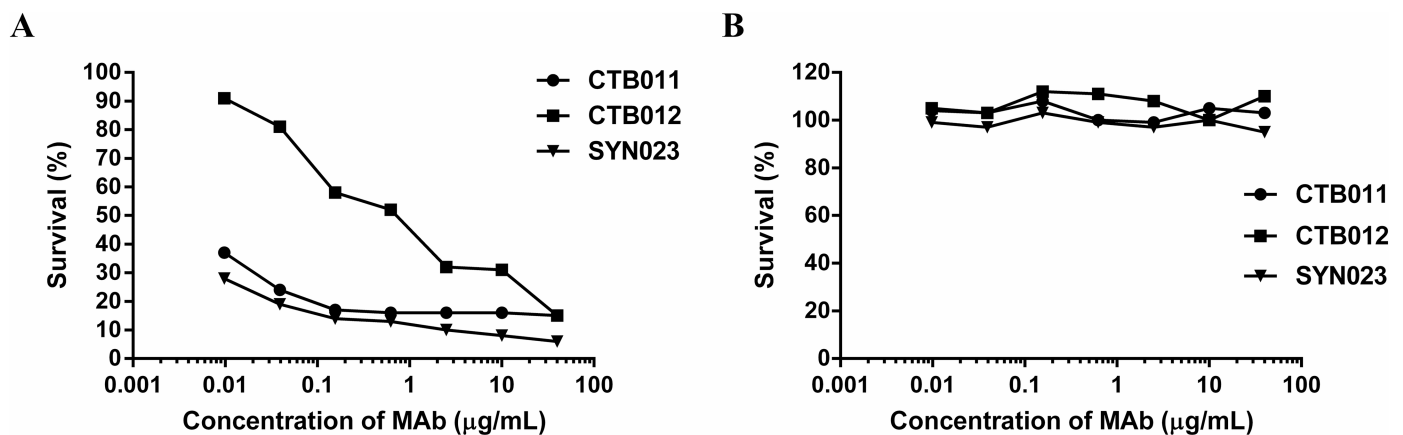 A
Survival (%)
100
90
80
70
60
50
40
30
20
10
0
0.001 0.01 0.1 1 10 100
Concentration of MAb (μg/mL)
CTB011
CTB012
SYN023
B
Survival (%)
120
100
80
60
40
20
0
0.001 0.01 0.1 1 10 100
Concentration of MAb (μg/mL)
CTB011
CTB012
SYN023